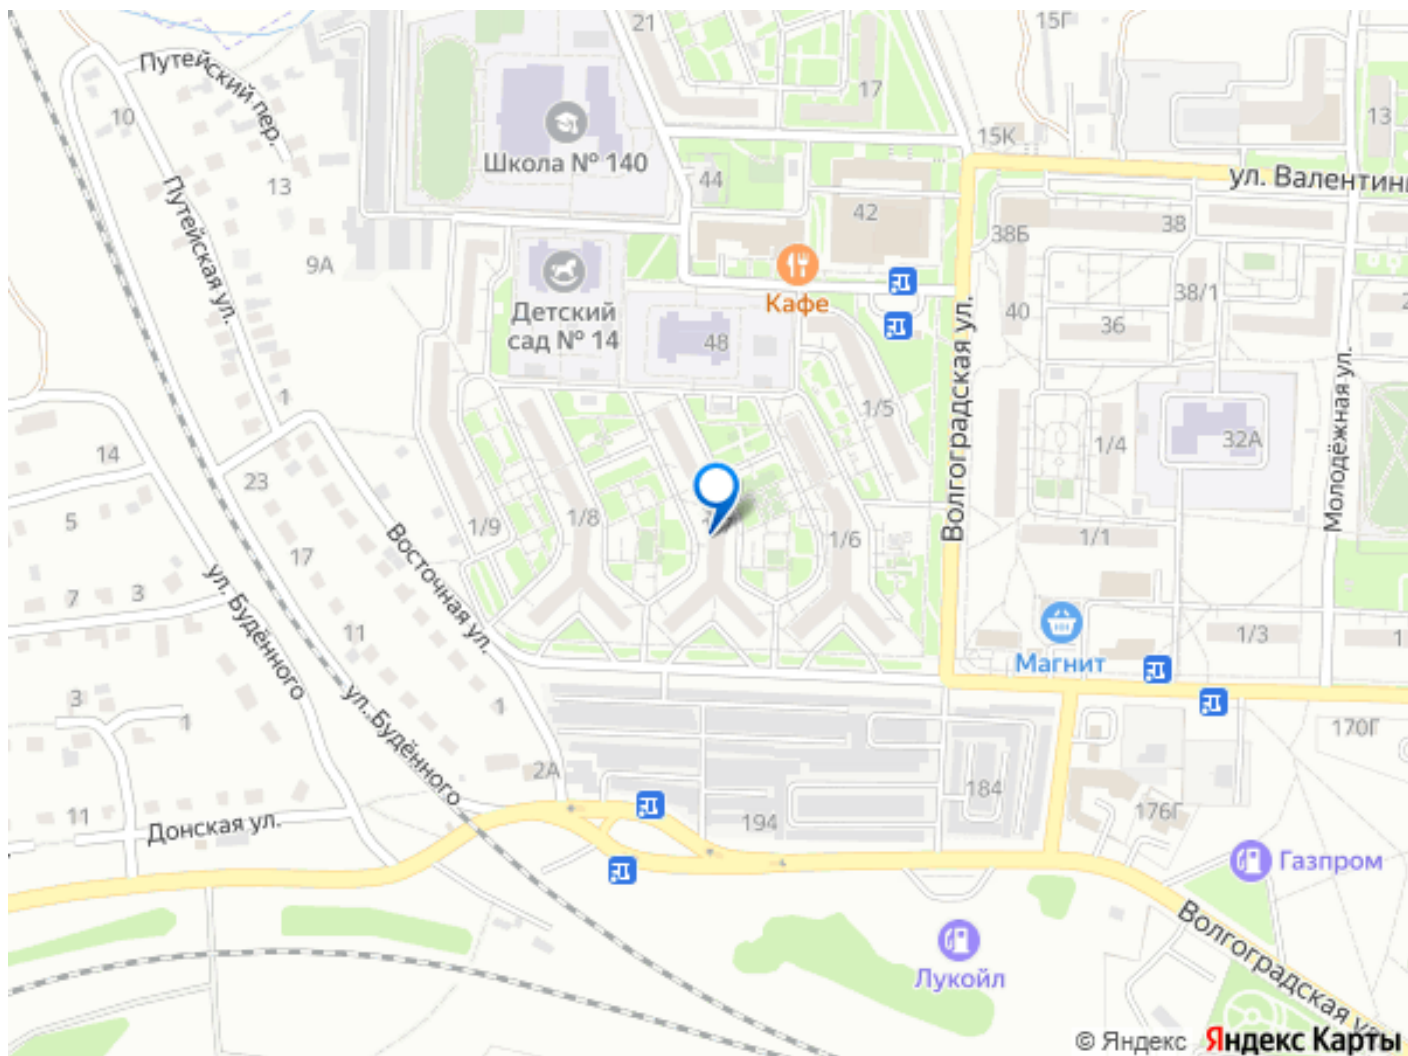 21
15Г
Путейский пер.
17
10
13
15К
Школа № 140
13
44
ул. Валентин
Путейская ул.
42
38
38Б
9А
Кафе
38/1
Детский
сад № 14
40
36
48
Волгоградская ул.
1
1/5
Молодёжная ул.
14
1/4
32А
23
5
1/9
1/8
1/6
1/1
Восточная ул.
17
7
3
ул. Будённого
11
1/3
1
Магнит
3
1
ул. Будённого
1
170Г
2А
184
11
Донская ул.
194
176Г
Газпром
Волгоградская ул.
Лукойл
© Яндекс Яндекс Карты